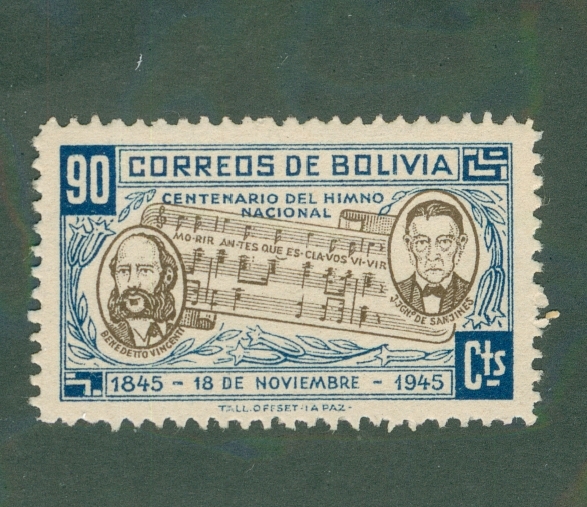 90 CORREOS DE BOLIVIA
CENTENARIO DEL HIMNO
NACIONAL
MO-RIR AN-TES QUE ES-CLA-VOS VI-VIR
BENEDETTO VINCENTI
J. IGNº DE SANJINES
Cts
1845 - 18 DE NOVIEMBRE - 1945
TALL. OFFSET - LA PAZ -